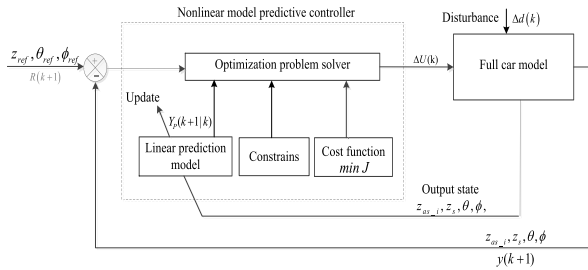 Nonlinear model predictive controller
Disturbance
Δd(k)
z_ref, θ_ref, ϕ_ref
R(k+1)
+
-
Optimization problem solver
ΔU(k)
Full car model
Update
Y_P(k+1|k)
Linear prediction
model
Constrains
Cost function
min J
Output state
z_as_i, z_s, θ, ϕ,
z_as_i, z_s, θ, ϕ
y(k+1)